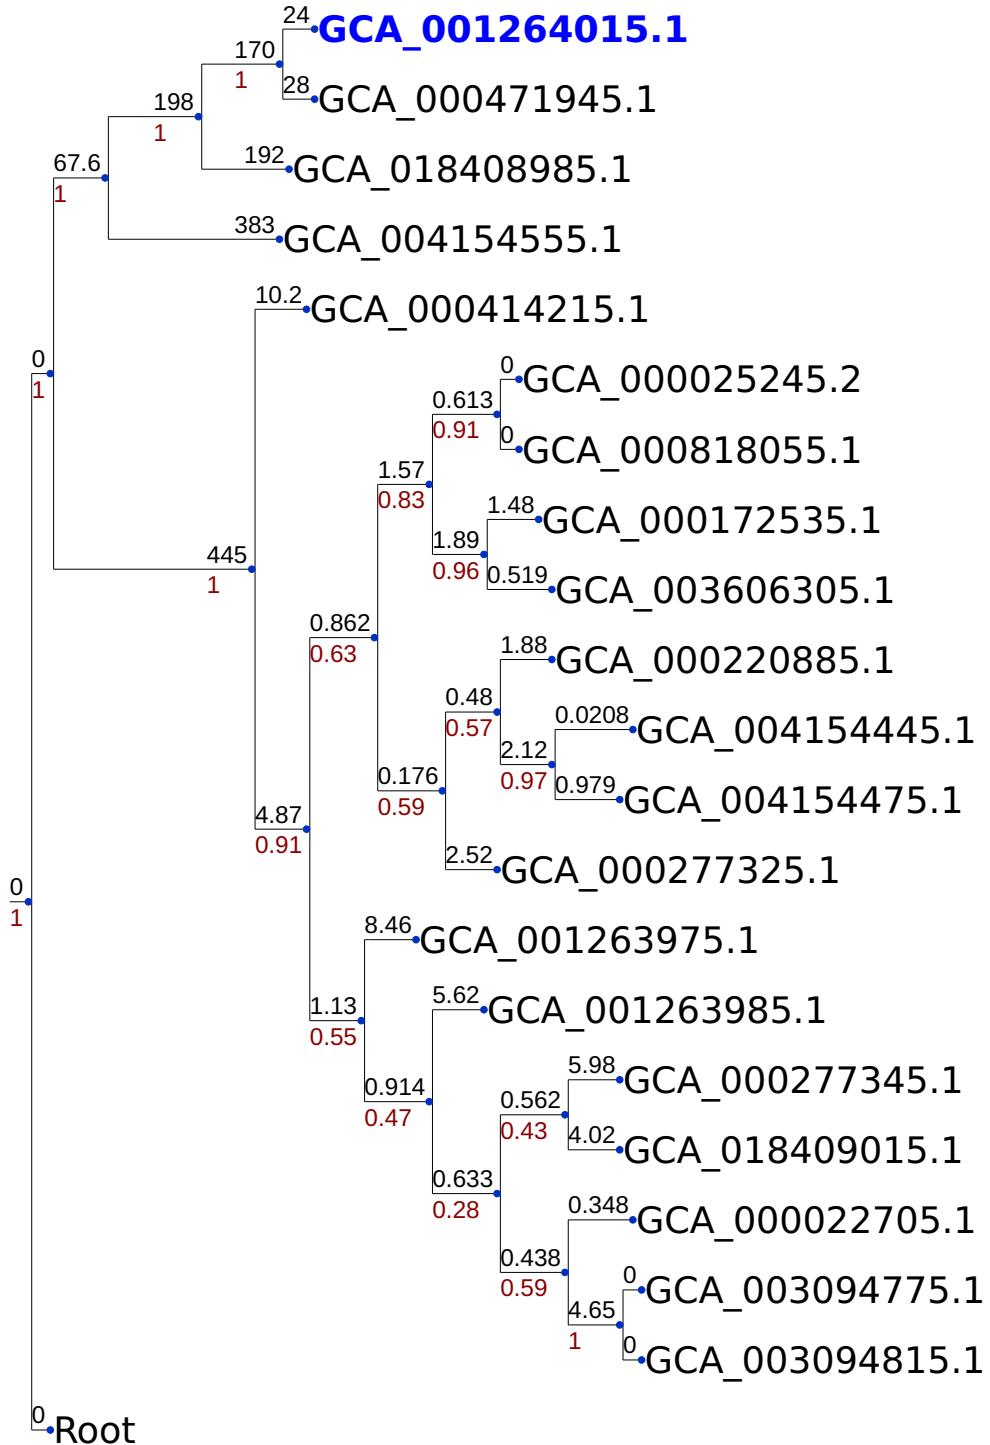 24
GCA_001264015.1
170
1
28
GCA_000471945.1
198
1
192
GCA_018408985.1
67.6
1
383
GCA_004154555.1
10.2
GCA_000414215.1
0
1
0
GCA_000025245.2
0.613
0.91
0
GCA_000818055.1
1.57
0.83
1.48
GCA_000172535.1
1.89
0.96
0.519
GCA_003606305.1
445
1
0.862
0.63
1.88
GCA_000220885.1
0.48
0.57
0.0208
GCA_004154445.1
2.12
0.97
0.979
GCA_004154475.1
0.176
0.59
4.87
0.91
2.52
GCA_000277325.1
0
1
8.46
GCA_001263975.1
1.13
0.55
5.62
GCA_001263985.1
0.914
0.47
5.98
GCA_000277345.1
0.562
0.43
4.02
GCA_018409015.1
0.633
0.28
0.348
GCA_000022705.1
0.438
0.59
0
GCA_003094775.1
4.65
1
0
GCA_003094815.1
0
Root